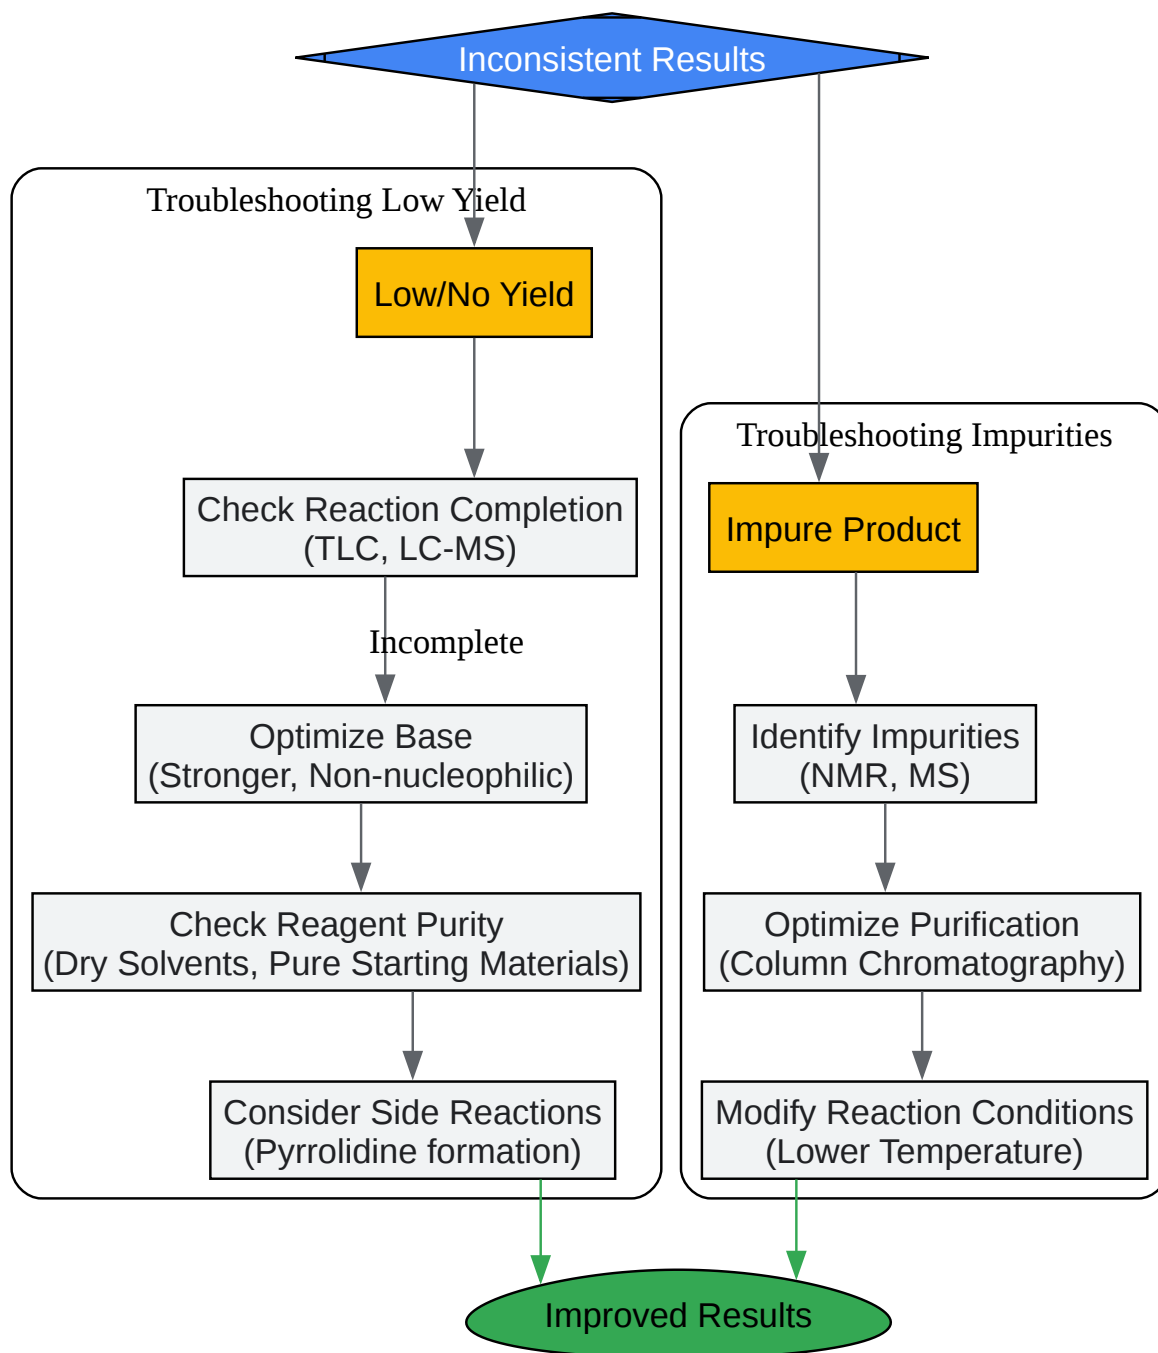 Inconsistent Results
Troubleshooting Low Yield
Low/No Yield
Check Reaction Completion
(TLC, LC-MS)
Incomplete
Optimize Base
(Stronger, Non-nucleophilic)
Check Reagent Purity
(Dry Solvents, Pure Starting Materials)
Consider Side Reactions
(Pyrrolidine formation)
Troubleshooting Impurities
Impure Product
Identify Impurities
(NMR, MS)
Optimize Purification
(Column Chromatography)
Modify Reaction Conditions
(Lower Temperature)
Improved Results